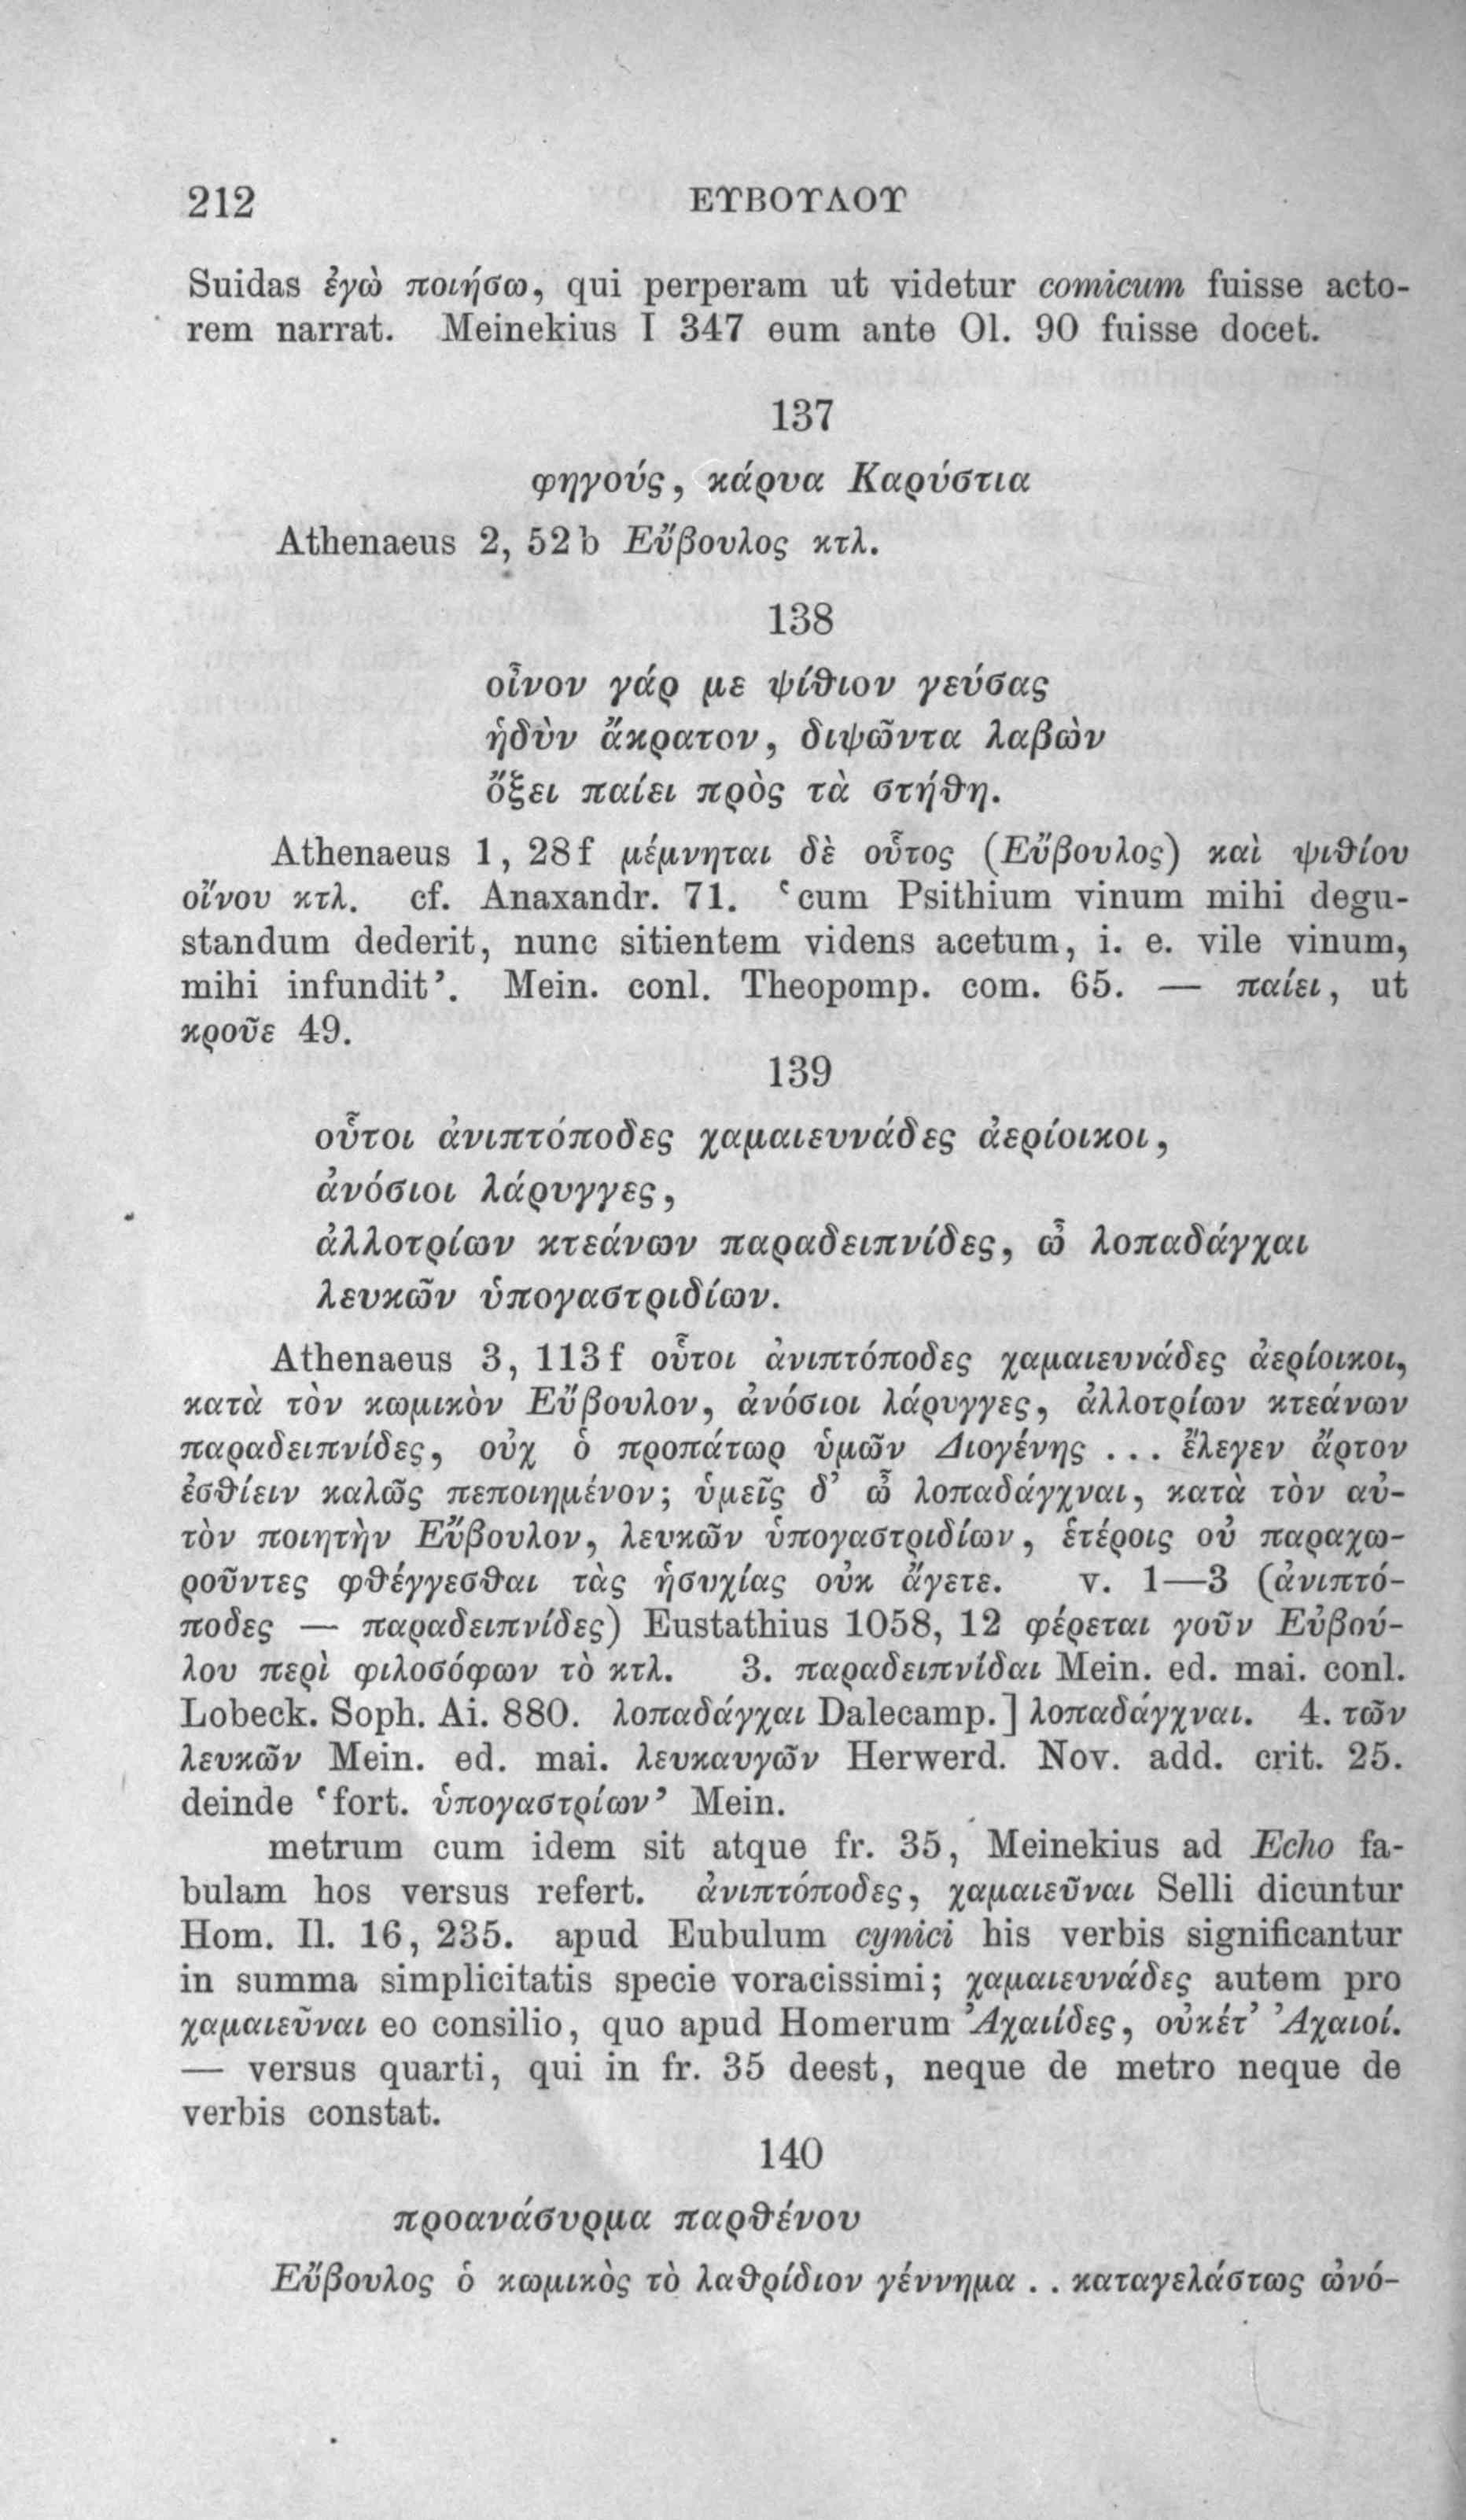 212 ΕΥΒΟΥΛΟΥ
Suidas ἐγὼ ποιήσω, qui perperam ut videtur comicum fuisse acto-
rem narrat. Meinekius I 347 eum ante Ol. 90 fuisse docet.
137
φηγούς, κάρυα Καρύστια
Athenaeus 2, 52b Εὔβουλος κτλ.
138
οἶνον γάρ με ψίθιον γεύσας
ἡδὺν ἄκρατον, διψῶντα λαβὼν
ὄξει παίει πρὸς τὰ στήθη.
Athenaeus 1, 28f μέμνηται δὲ οὗτος (Εὔβουλος) καὶ ψιθίου
οἴνου κτλ. cf. Anaxandr. 71. ‘cum Psithium vinum mihi degu-
standum dederit, nunc sitientem videns acetum, i. e. vile vinum,
mihi infundit’. Mein. conl. Theopomp. com. 65. — παίει, ut
κροῦε 49.
139
οὗτοι ἀνιπτόποδες χαμαιευνάδες ἀερίοικοι,
ἀνόσιοι λάρυγγες,
ἀλλοτρίων κτεάνων παραδειπνίδες, ὦ λοπαδάγχαι
λευκῶν ὑπογαστριδίων.
Athenaeus 3, 113f οὗτοι ἀνιπτόποδες χαμαιευνάδες ἀερίοικοι,
κατὰ τὸν κωμικὸν Εὔβουλον, ἀνόσιοι λάρυγγες, ἀλλοτρίων κτεάνων
παραδειπνίδες, οὐχ ὁ προπάτωρ ὑμῶν Διογένης ... ἔλεγεν ἄρτον
ἐσθίειν καλῶς πεποιημένον; ὑμεῖς δ’ ὦ λοπαδάγχναι, κατὰ τὸν αὐ-
τὸν ποιητὴν Εὔβουλον, λευκῶν ὑπογαστριδίων, ἑτέροις οὐ παραχω-
ροῦντες φθέγγεσθαι τὰς ἡσυχίας οὐκ ἄγετε. v. 1—3 (ἀνιπτό-
ποδες — παραδειπνίδες) Eustathius 1058, 12 φέρεται γοῦν Εὐβού-
λου περὶ φιλοσόφων τὸ κτλ. 3. παραδειπνίδαι Mein. ed. mai. conl.
Lobeck. Soph. Ai. 880. λοπαδάγχαι Dalecamp.] λοπαδάγχναι. 4. τῶν
λευκῶν Mein. ed. mai. λευκαυγῶν Herwerd. Nov. add. crit. 25.
deinde ‘fort. ὑπογαστρίων’ Mein.
metrum cum idem sit atque fr. 35, Meinekius ad Echo fa-
bulam hos versus refert. ἀνιπτόποδες, χαμαιεῦναι Selli dicuntur
Hom. Il. 16, 235. apud Eubulum cynici his verbis significantur
in summa simplicitatis specie voracissimi; χαμαιευνάδες autem pro
χαμαιεῦναι eo consilio, quo apud Homerum Ἀχαιίδες, οὐκέτ’ Ἀχαιοί.
— versus quarti, qui in fr. 35 deest, neque de metro neque de
verbis constat.
140
προανάσυρμα παρθένου
Εὔβουλος ὁ κωμικὸς τὸ λαθρίδιον γέννημα .. καταγελάστως ὠνό-